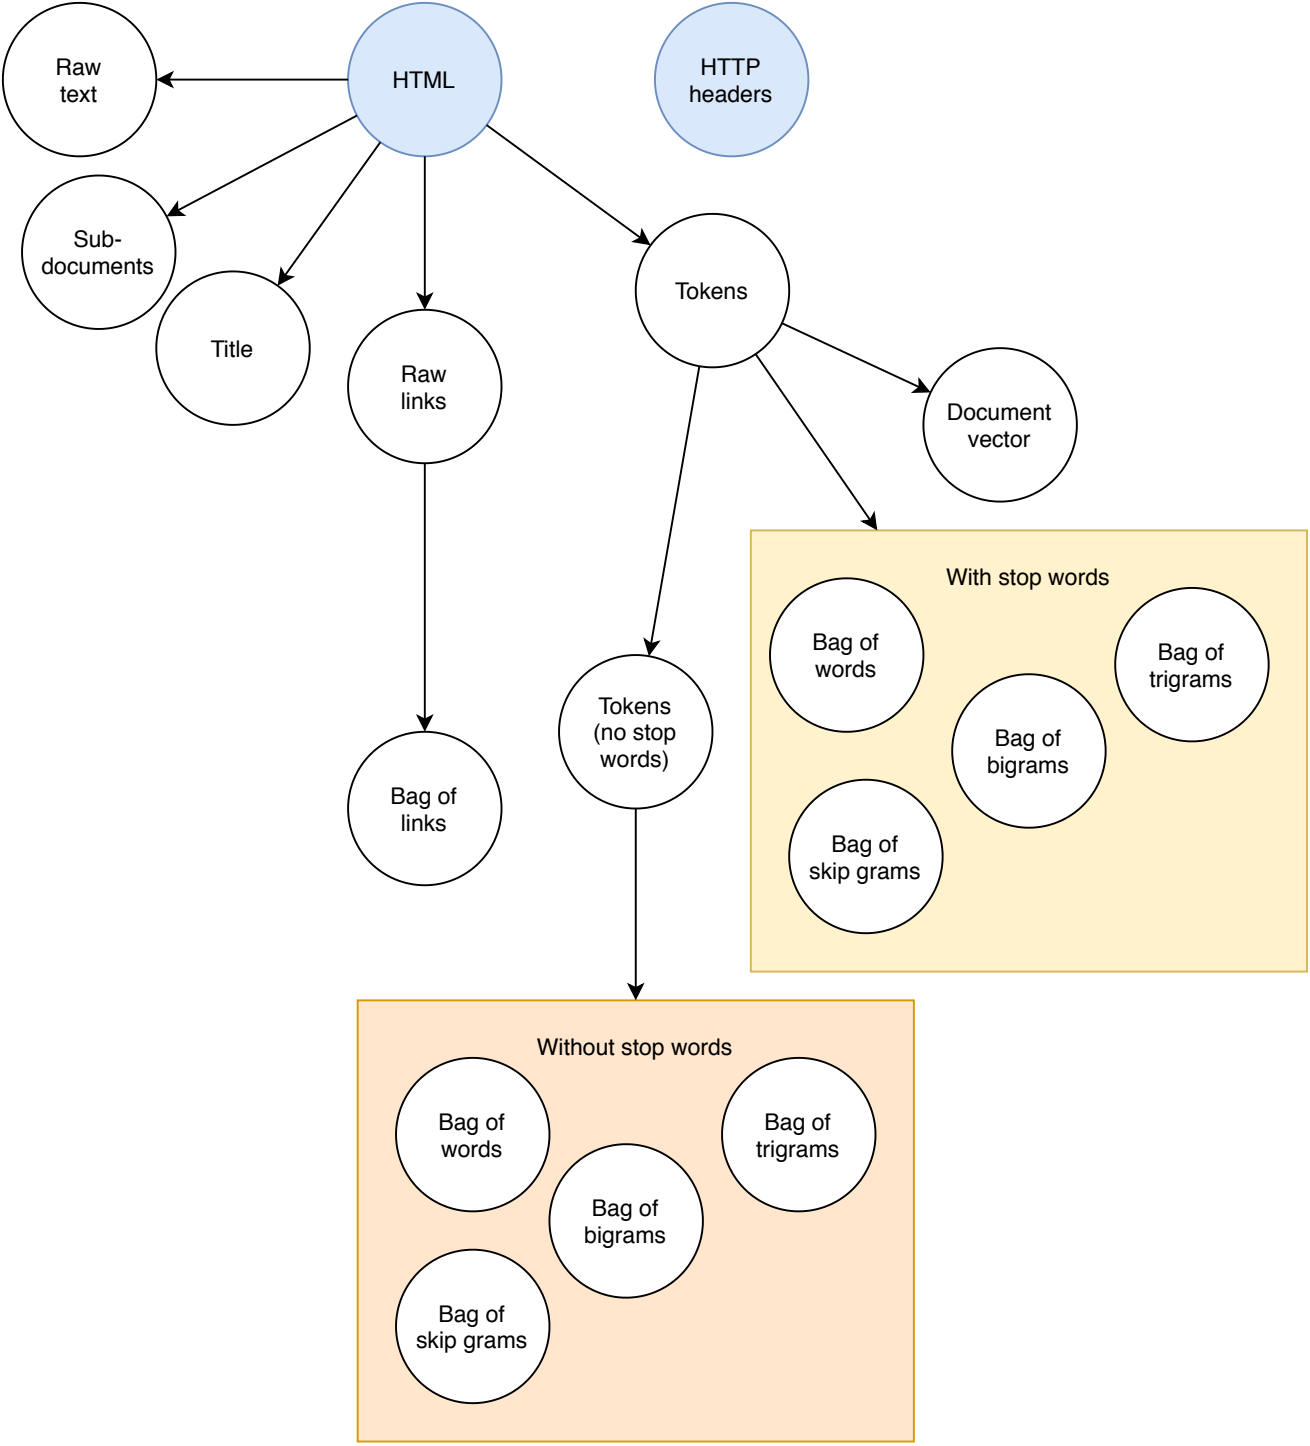 Raw
text
HTML
HTTP
headers
Sub-
documents
Title
Raw
links
Tokens
Document
vector
With stop words
Bag of
words
Bag of
trigrams
Bag of
bigrams
Bag of
skip grams
Tokens
(no stop
words)
Bag of
links
Without stop words
Bag of
words
Bag of
trigrams
Bag of
bigrams
Bag of
skip grams